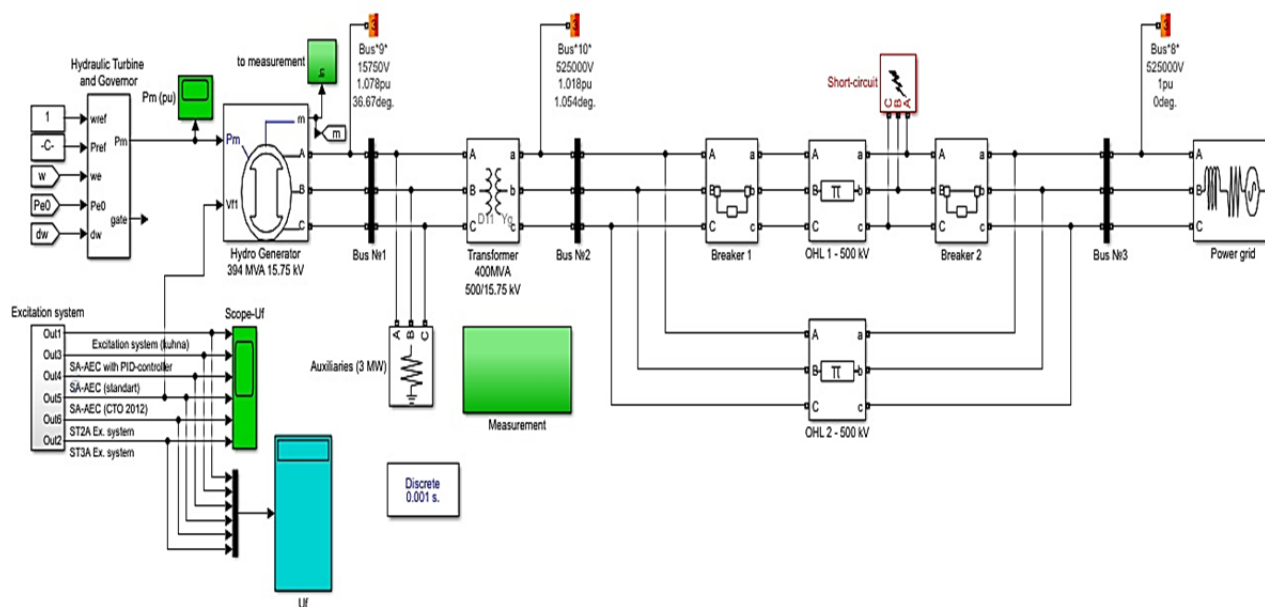 Hydraulic Turbine
and Governor
1
-C-
w
Pe0
dw
wref
Pref
we
Pe0
dw
Pm
gate
Pm (pu)
to measurement
Pm
Vf1
m
A
B
C
m
Hydro Generator
394 MVA 15.75 kV
Bus*9*
15750V
1.078pu
36.67deg.
Bus №1
A
B
C
Auxiliaries (3 MW)
A
B
C
D11 Yg
a
b
c
Transformer
400MVA
500/15.75 kV
Bus*10*
525000V
1.018pu
1.054deg.
Bus №2
A
B
C
a
b
c
Breaker 1
A
B
C
π
a
b
c
OHL 1 - 500 kV
Short-circuit
C
B
A
A
B
C
a
b
c
Breaker 2
A
B
C
π
a
b
c
OHL 2 - 500 kV
Bus*8*
525000V
1pu
0deg.
Bus №3
A
B
C
Power grid
Excitation system
Out1
Out3
Out4
Out5
Out6
Out2
Excitation system (kuhna)
SA-AEC with PID-controller
SA-AEC (standart)
SA-AEC (CTO 2012)
ST2A Ex. system
ST3A Ex. system
Scope-Uf
Uf
Measurement
Discrete
0.001 s.